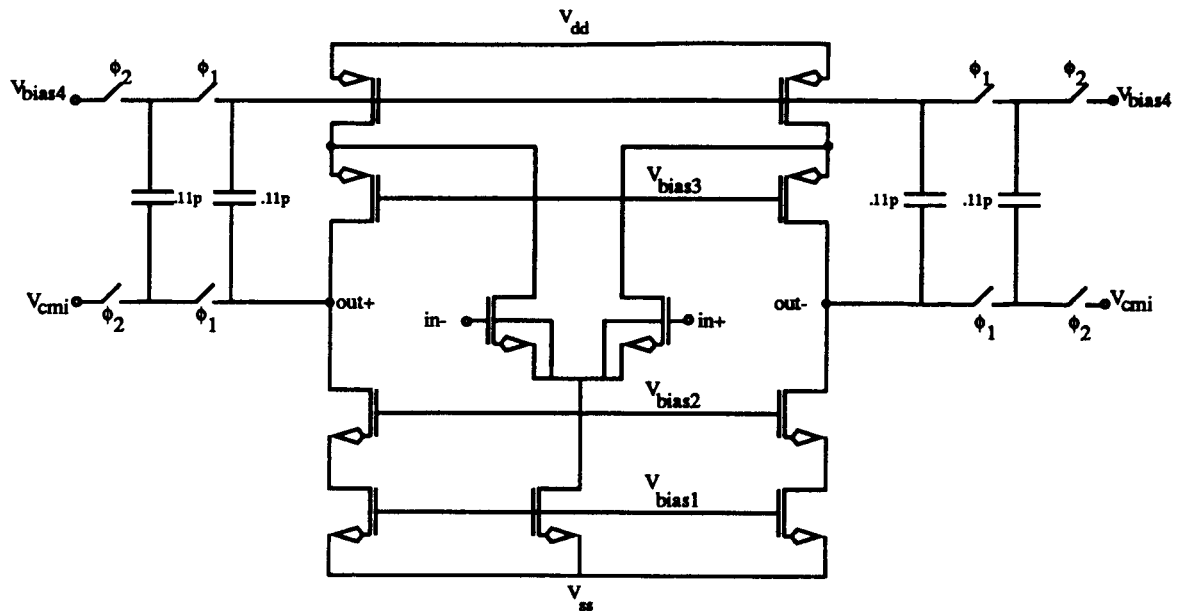 V_dd
ϕ_2 ϕ_1 ϕ_1 ϕ_2
V_bias4 V_bias4
V_bias3
.11p .11p .11p .11p
V_cmi out+ out- V_cmi
ϕ_2 ϕ_1 ϕ_1 ϕ_2
in- in+
V_bias2
V_bias1
V_ss